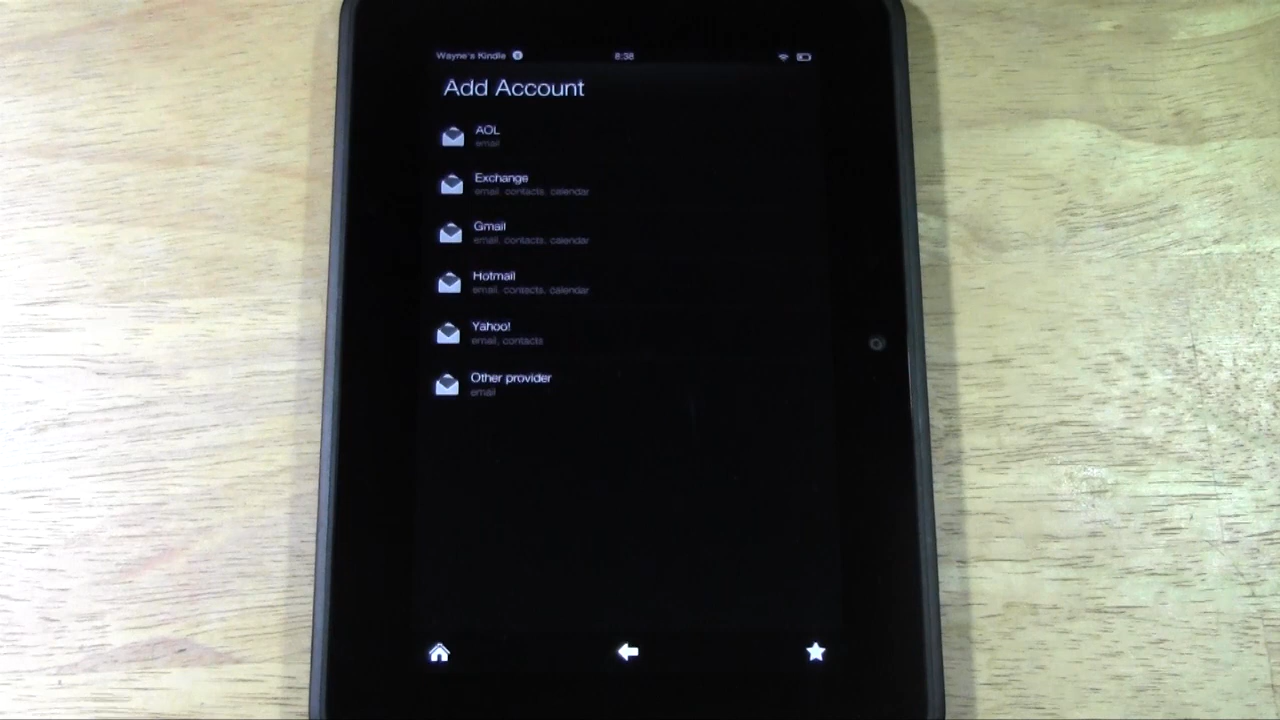 Wayne's Kindle
8:38
Add Account
AOL
email
Exchange
email, contacts, calendar
Gmail
email, contacts, calendar
Hotmail
email, contacts, calendar
Yahoo!
email, contacts
Other provider
email